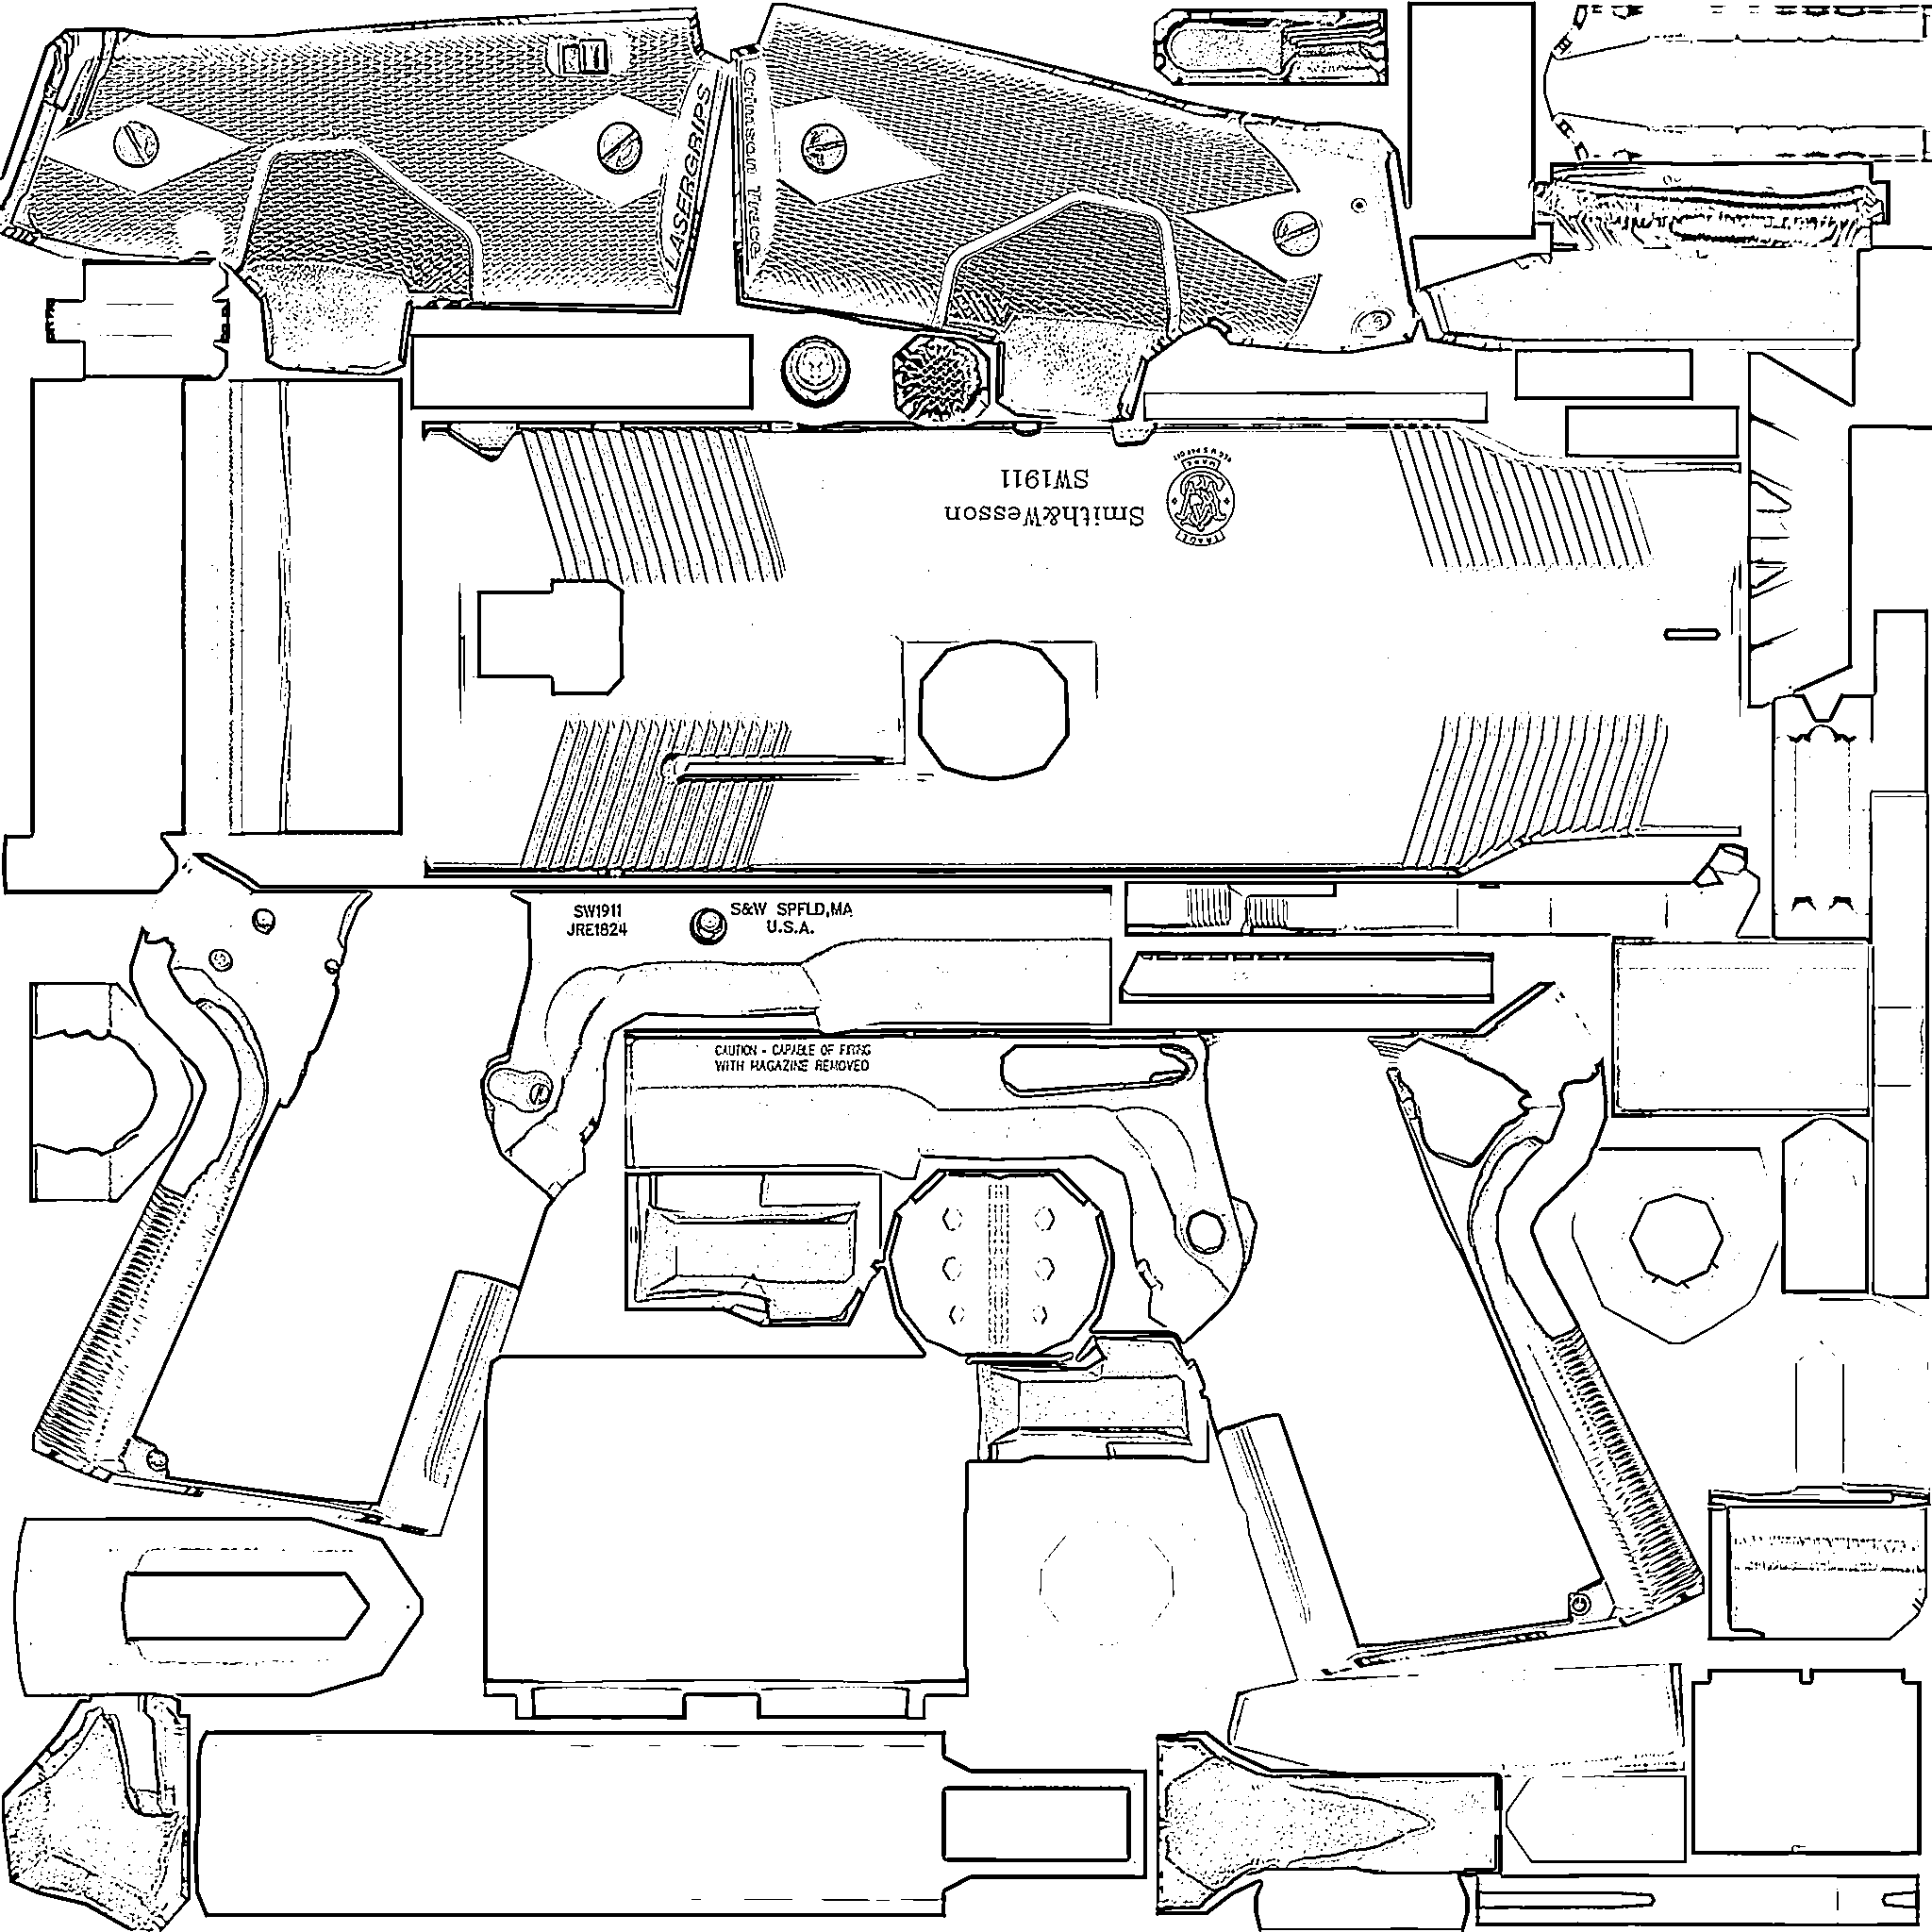 LASERGRIPS
Crimson Trace
Smith&Wesson
SW1911
SW1911
JRE1824
S&W SPFLD,MA
U.S.A.
CAUTION - CAPABLE OF FIRING
WITH MAGAZINE REMOVED